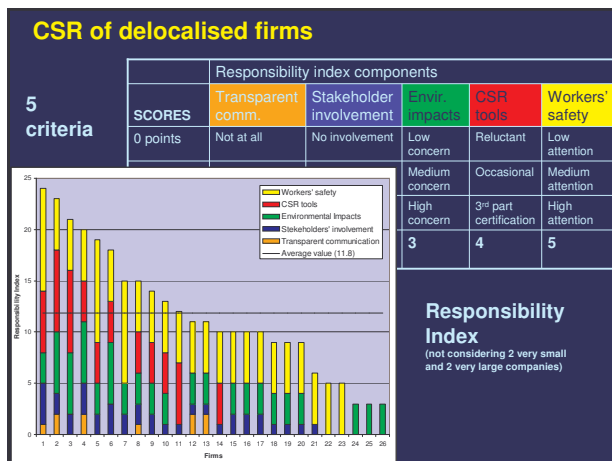 CSR of delocalised firms
5
criteria
Responsibility index components
SCORES
Transparent
comm.
Stakeholder
involvement
Envir.
impacts
CSR
tools
Workers'
safety
0 points
Not at all
No involvement
Low
concern
Reluctant
Low
attention
Medium
concern
Occasional
Medium
attention
High
concern
3rd part
certification
High
attention
3
4
5
Responsibility Index
25
20
15
10
5
0
Workers' safety
CSR tools
Environmental Impacts
Stekeholders' involvement
Transparent communication
Average value (11.8)
1 2 3 4 5 6 7 8 9 10 11 12 13 14 15 16 17 18 19 20 21 22 23 24 25 26
Firms
Responsibility
Index
(not considering 2 very small
and 2 very large companies)